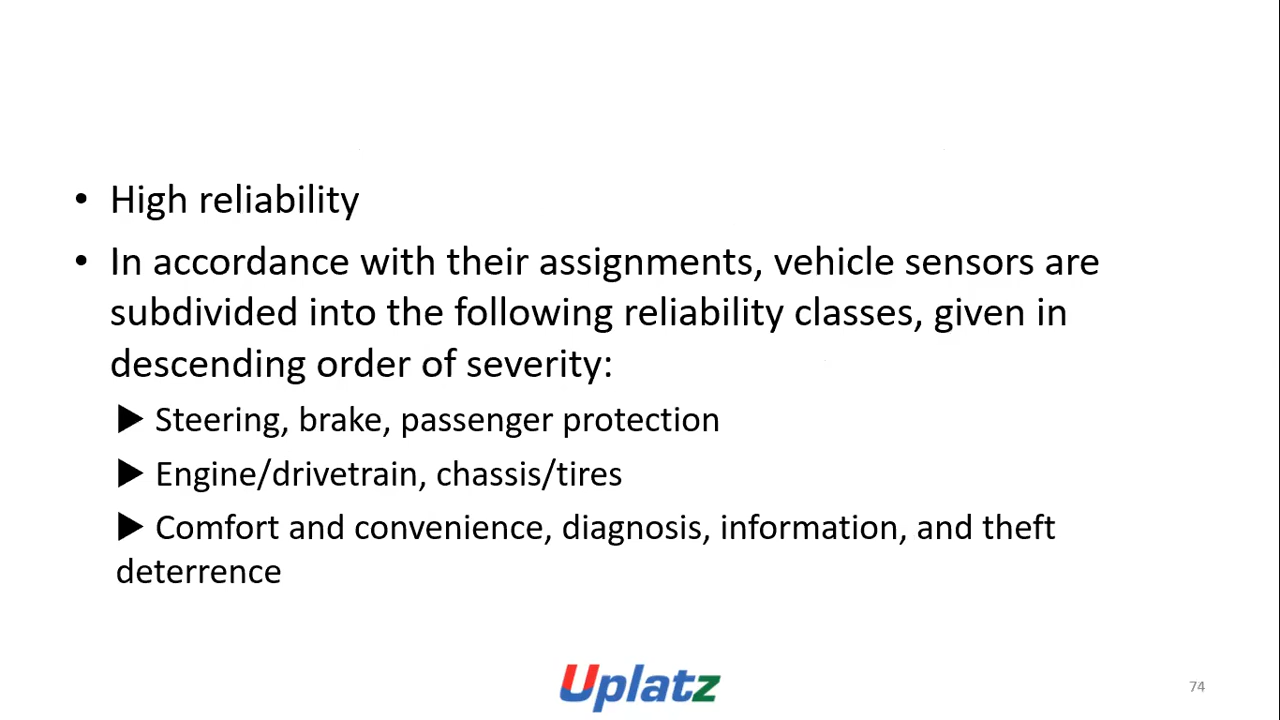 • High reliability
• In accordance with their assignments, vehicle sensors are
subdivided into the following reliability classes, given in
descending order of severity:
▶ Steering, brake, passenger protection
▶ Engine/drivetrain, chassis/tires
▶ Comfort and convenience, diagnosis, information, and theft
deterrence
Uplatz
74